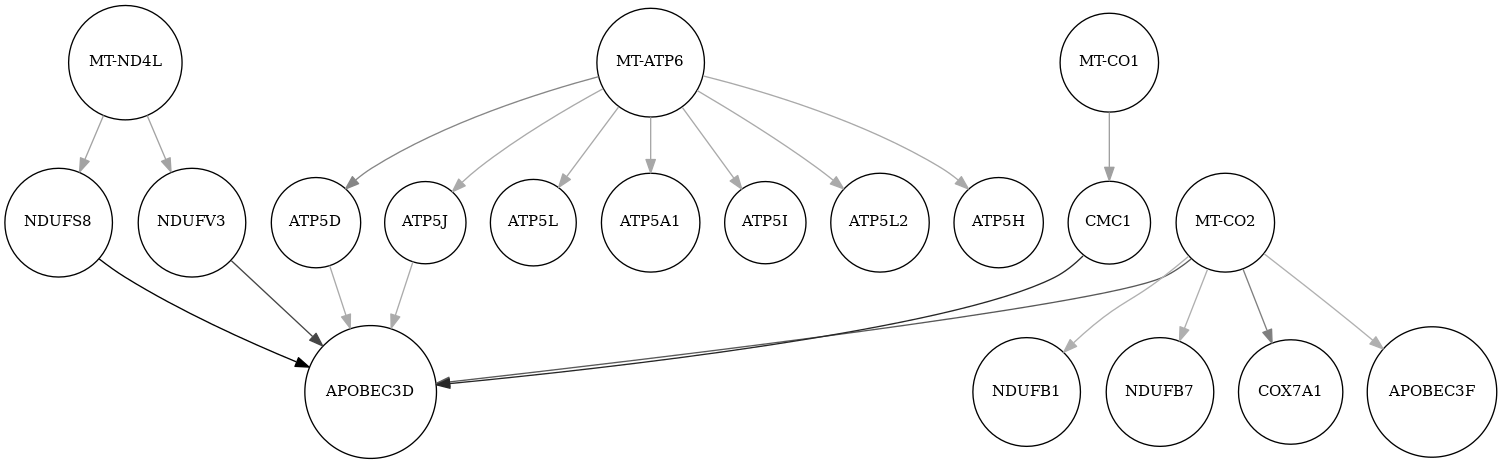 MT-ND4L
MT-ATP6
MT-CO1
NDUFS8
NDUFV3
ATP5D
ATP5J
ATP5L
ATP5A1
ATP5I
ATP5L2
ATP5H
CMC1
MT-CO2
APOBEC3D
NDUFB1
NDUFB7
COX7A1
APOBEC3F